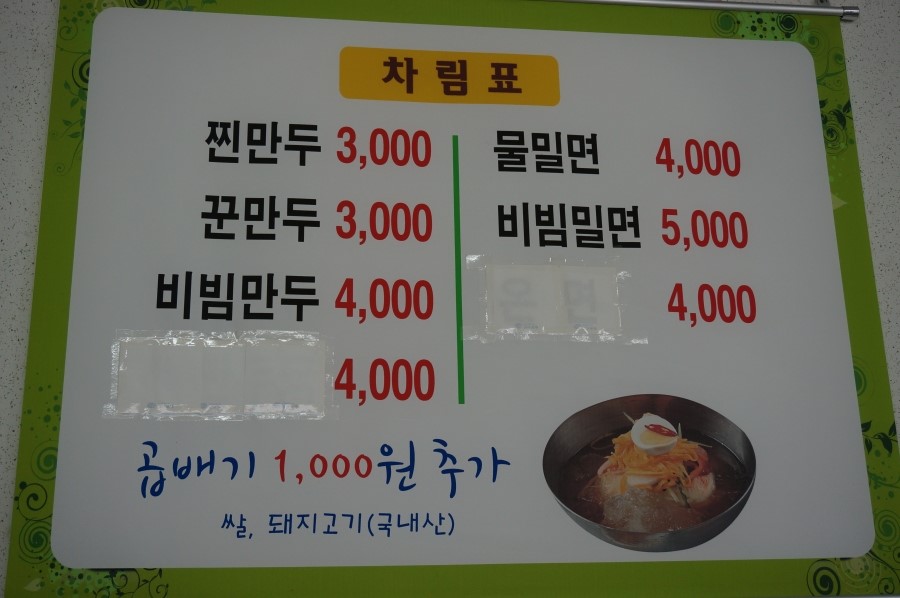 차림표
찐만두 3,000
꾼만두 3,000
비빔만두 4,000
4,000
물밀면 4,000
비빔밀면 5,000
온면 4,000
곱배기 1,000원 추가
쌀, 돼지고기(국내산)